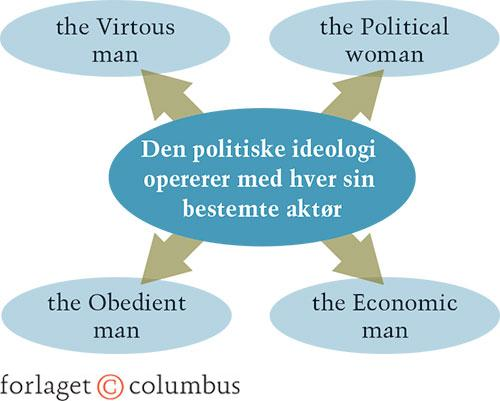 the Virtous
man
the Political
woman
Den politiske ideologi
opererer med hver sin
bestemte aktør
the Obedient
man
the Economic
man
forlaget © columbus